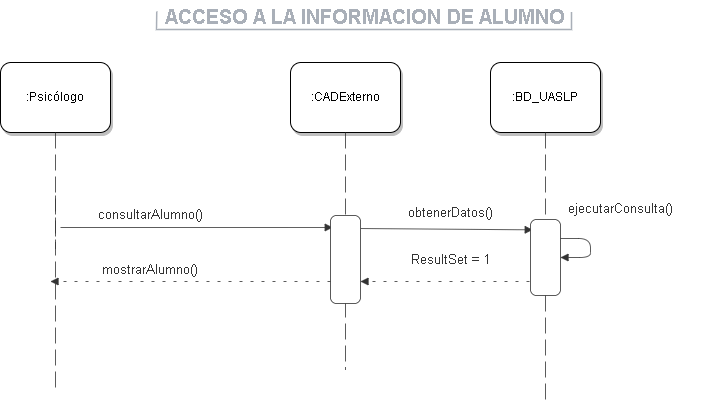 ACCESO A LA INFORMACION DE ALUMNO
:Psicólogo
:CADExterno
:BD_UASLP
consultarAlumno()
obtenerDatos()
ejecutarConsulta()
mostrarAlumno()
ResultSet = 1